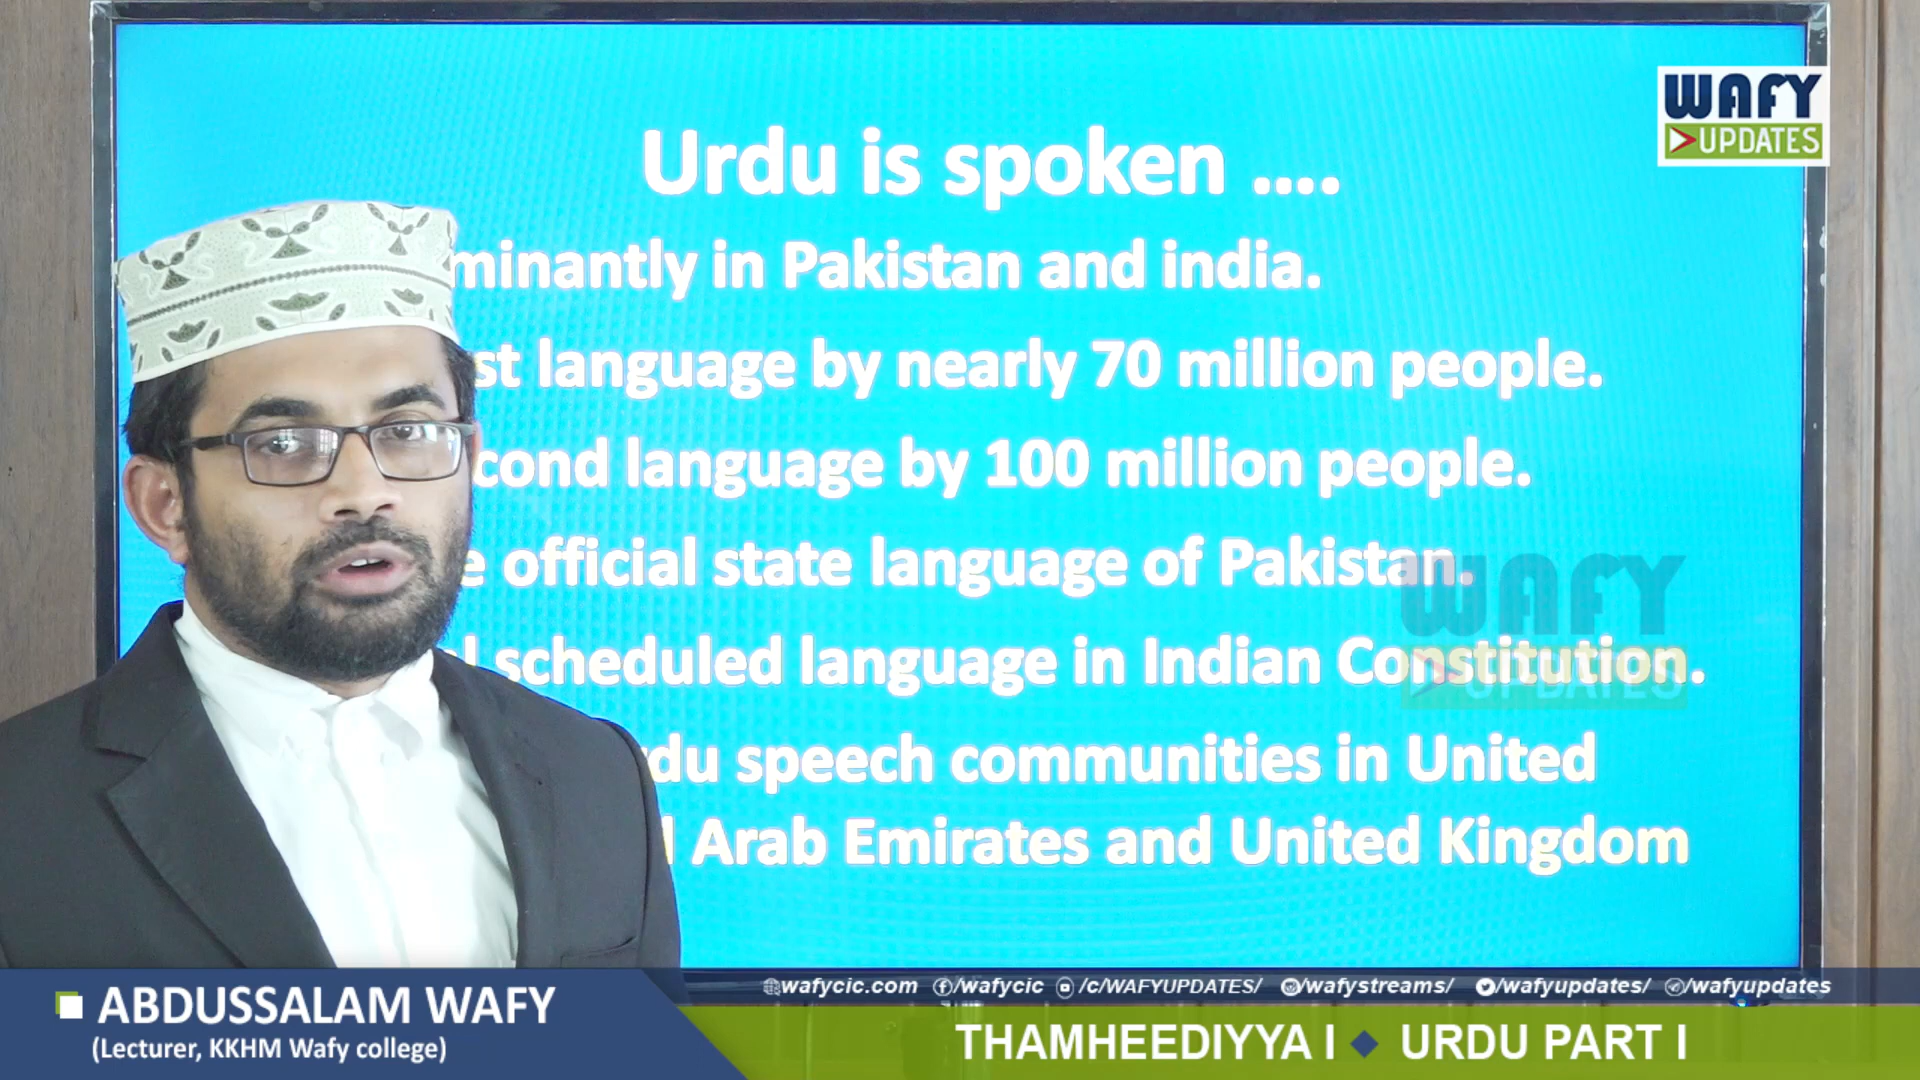 WAFY
UPDATES
Urdu is spoken ....
minantly in Pakistan and india.
st language by nearly 70 million people.
cond language by 100 million people.
e official state language of Pakistan.
al scheduled language in Indian Constitution.
rdu speech communities in United
d Arab Emirates and United Kingdom
WAFY
UPDATES
wafycic.com /wafycic /c/WAFYUPDATES/ /wafystreams/ /wafyupdates/ /wafyupdates
ABDUSSALAM WAFY
(Lecturer, KKHM Wafy college)
THAMHEEDIYYA I ◆ URDU PART I